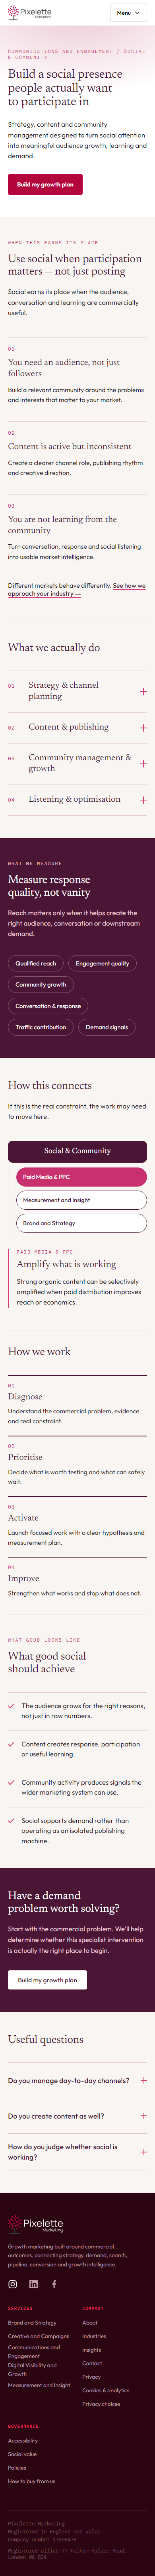 Pixelette
Marketing
Menu
COMMUNICATIONS AND ENGAGEMENT / SOCIAL
& COMMUNITY
Build a social presence
people actually want
to participate in
Strategy, content and community
management designed to turn social attention
into meaningful audience growth, learning and
demand.
Build my growth plan
WHEN THIS EARNS ITS PLACE
Use social when participation
matters — not just posting
Social earns its place when the audience,
conversation and learning are commercially
useful.
01
You need an audience, not just
followers
Build a relevant community around the problems
and interests that matter to your market.
02
Content is active but inconsistent
Create a clearer channel role, publishing rhythm
and creative direction.
03
You are not learning from the
community
Turn conversation, response and social listening
into usable market intelligence.
Different markets behave differently. See how we
approach your industry →
What we actually do
01 Strategy & channel
planning
02 Content & publishing
03 Community management &
growth
04 Listening & optimisation
WHAT WE MEASURE
Measure response
quality, not vanity
Reach matters only when it helps create the
right audience, conversation or downstream
demand.
Qualified reach
Engagement quality
Community growth
Conversation & response
Traffic contribution
Demand signals
How this connects
If this is the real constraint, the work may need
to move here.
Social & Community
Paid Media & PPC
Measurement and Insight
Brand and Strategy
PAID MEDIA & PPC
Amplify what is working
Strong organic content can be selectively
amplified when paid distribution improves
reach or economics.
How we work
01
Diagnose
Understand the commercial problem, evidence
and real constraint.
02
Prioritise
Decide what is worth testing and what can safely
wait.
03
Activate
Launch focused work with a clear hypothesis and
measurement plan.
04
Improve
Strengthen what works and stop what does not.
WHAT GOOD LOOKS LIKE
What good social
should achieve
The audience grows for the right reasons,
not just in raw numbers.
Content creates response, participation
or useful learning.
Community activity produces signals the
wider marketing system can use.
Social supports demand rather than
operating as an isolated publishing
machine.
Have a demand
problem worth solving?
Start with the commercial problem. We'll help
determine whether this specialist intervention
is actually the right place to begin.
Build my growth plan
Useful questions
Do you manage day-to-day channels?
Do you create content as well?
How do you judge whether social is
working?
Pixelette
Marketing
Growth marketing built around commercial
outcomes, connecting strategy, demand, search,
pipeline, conversion and growth intelligence.
SERVICES
Brand and Strategy
Creative and Campaigns
Communications and
Engagement
Digital Visibility and
Growth
Measurement and Insight
COMPANY
About
Industries
Insights
Contact
Privacy
Cookies & analytics
Privacy choices
GOVERNANCE
Accessibility
Social value
Policies
How to buy from us
Pixelette Marketing
Registered in England and Wales
Company number
Registered office 77 Fulham Palace Road,
London W6 8JA